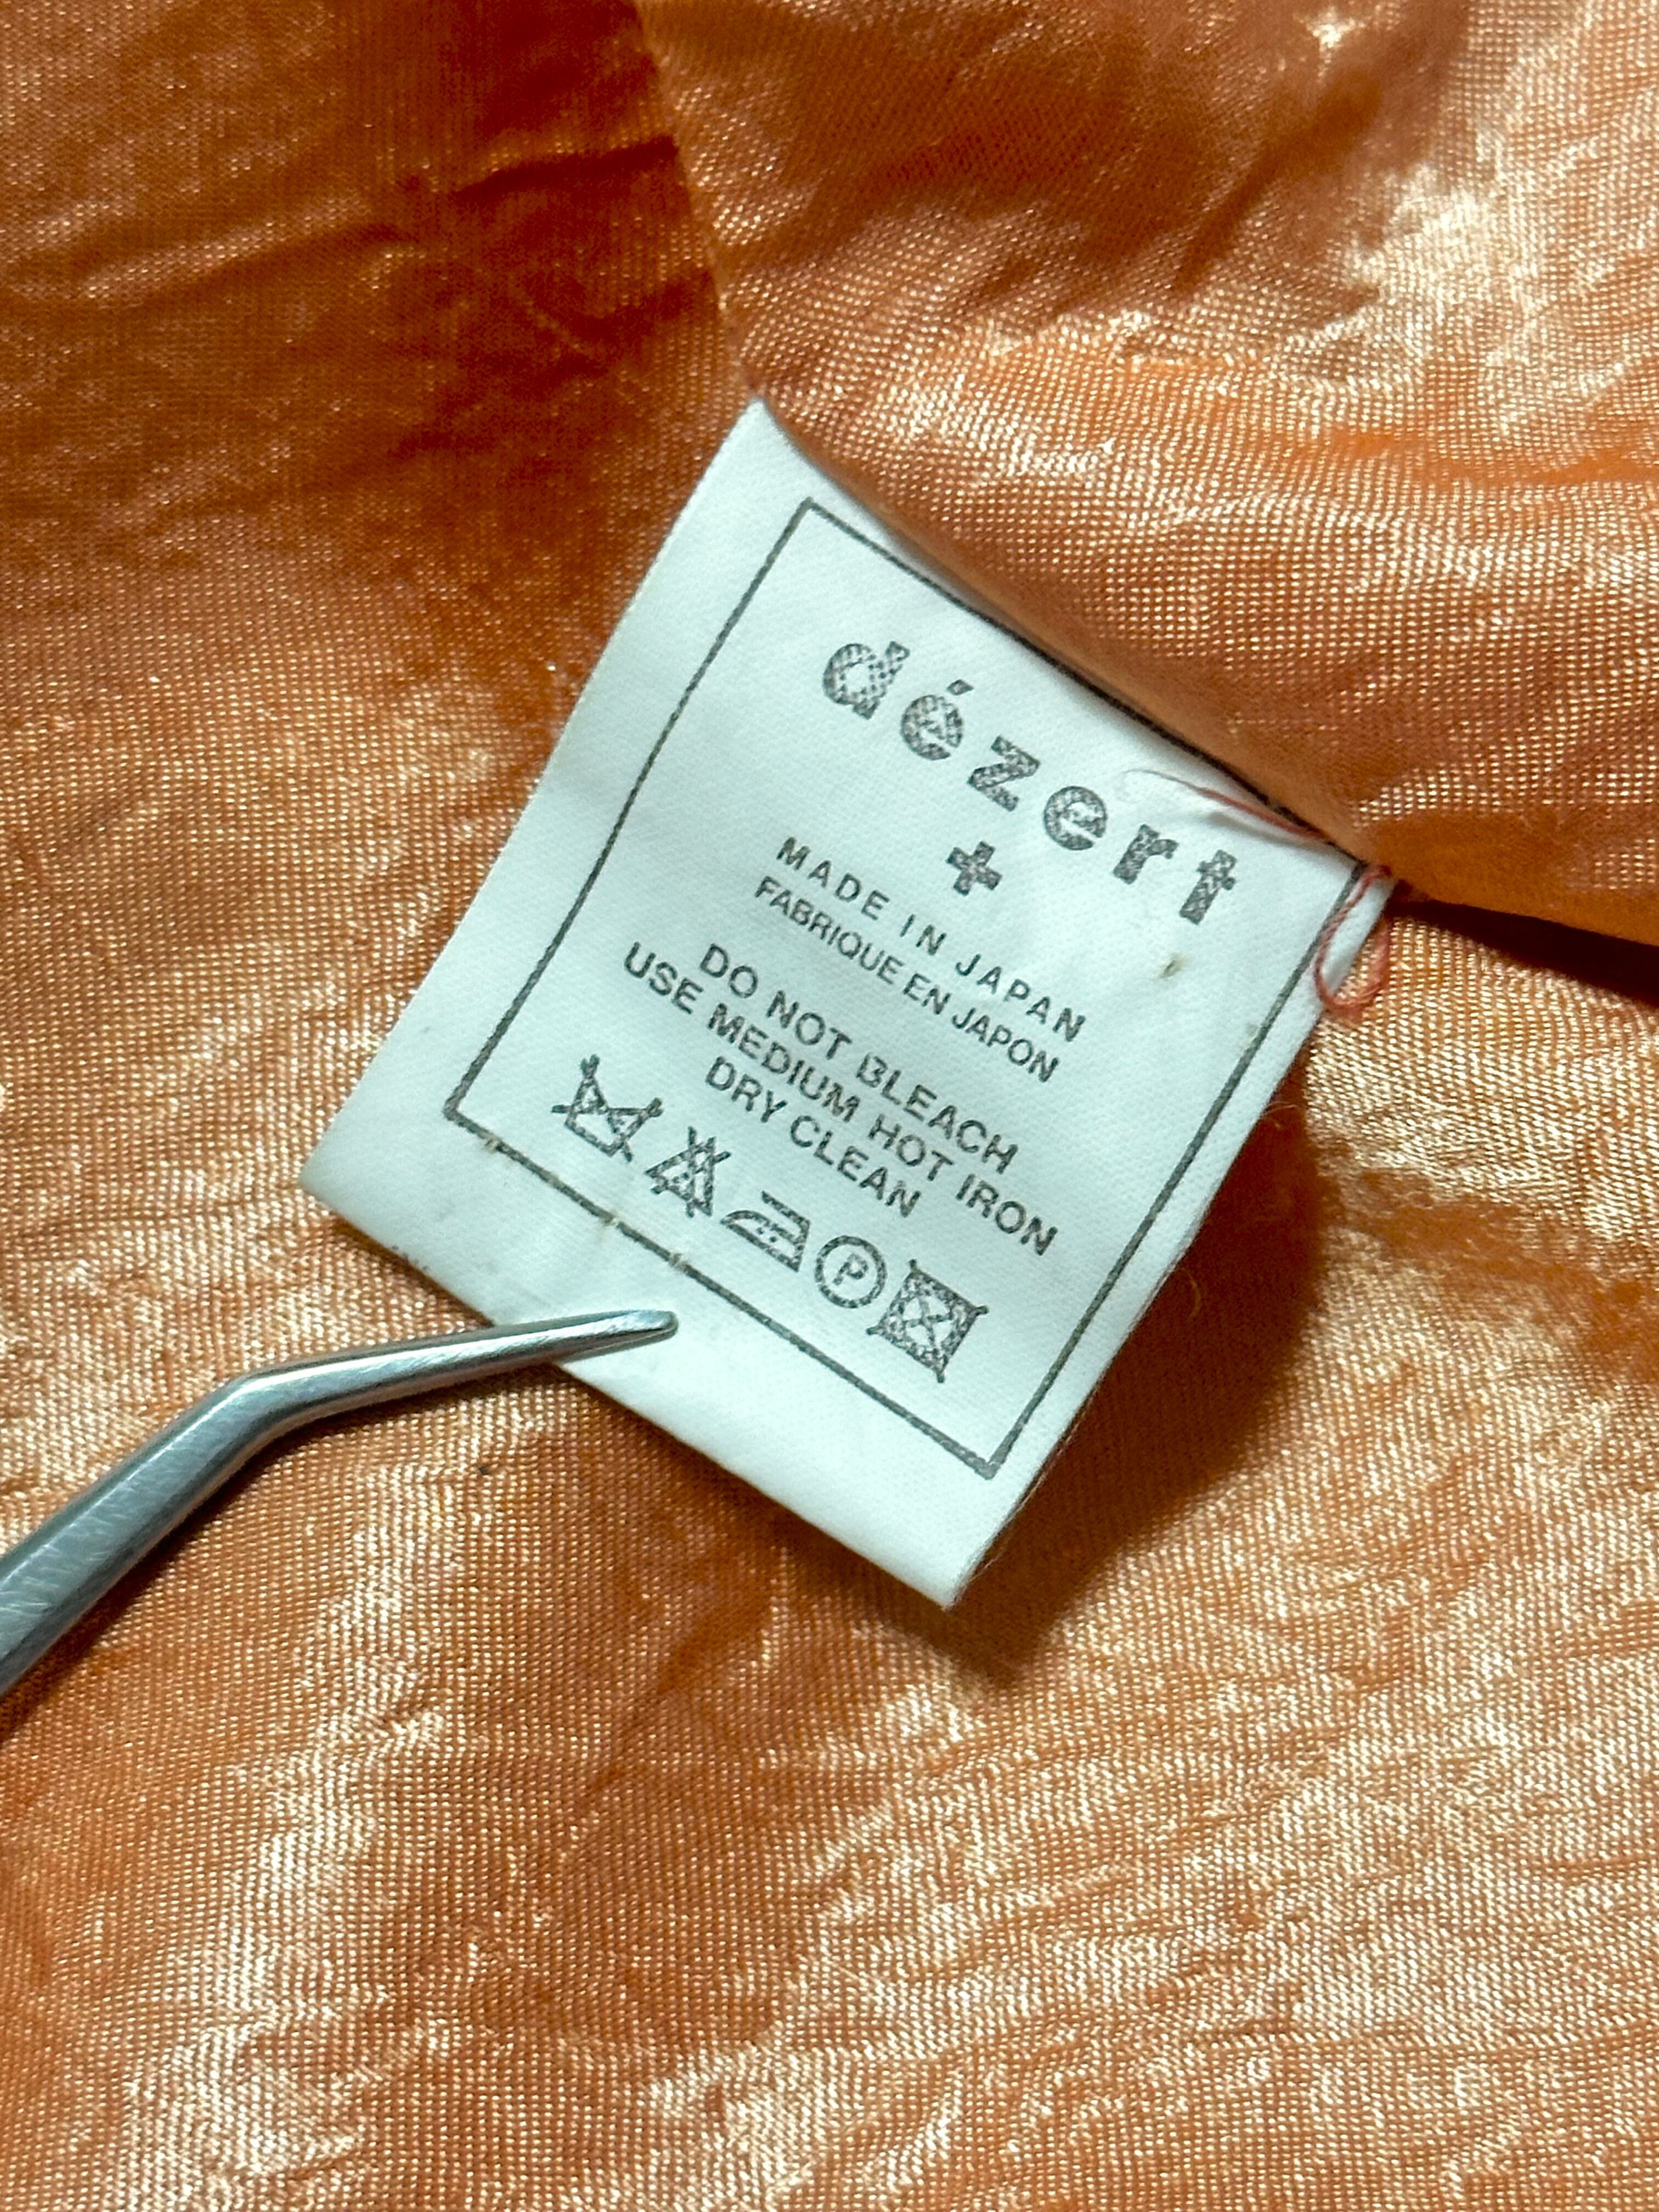 dézert
+
MADE IN JAPAN
FABRIQUE EN JAPON
DO NOT BLEACH
USE MEDIUM HOT IRON
DRY CLEAN
P